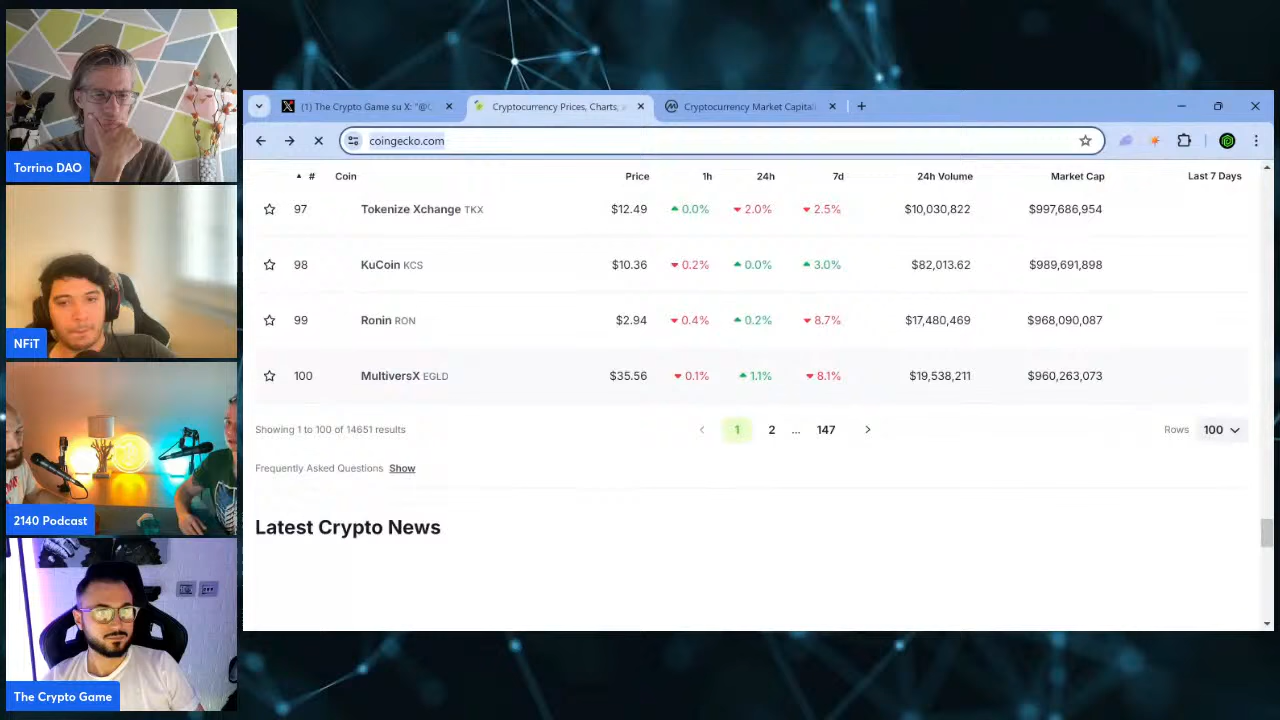 Torrino DAO
NFiT
2140 Podcast
The Crypto Game
(1) The Crypto Game su X: "@C
Cryptocurrency Prices, Charts, a
Cryptocurrency Market Capitali
coingecko.com
# Coin Price 1h 24h 7d 24h Volume Market Cap Last 7 Days
97 Tokenize Xchange TKX $12.49 0.0% 2.0% 2.5% $10,030,822 $997,686,954
98 KuCoin KCS $10.36 0.2% 0.0% 3.0% $82,013.62 $989,691,898
99 Ronin RON $2.94 0.4% 0.2% 8.7% $17,480,469 $968,090,087
100 MultiversX EGLD $35.56 0.1% 1.1% 8.1% $19,538,211 $960,263,073
Showing 1 to 100 of 14651 results 1 2 ... 147 Rows 100
Frequently Asked Questions Show
Latest Crypto News